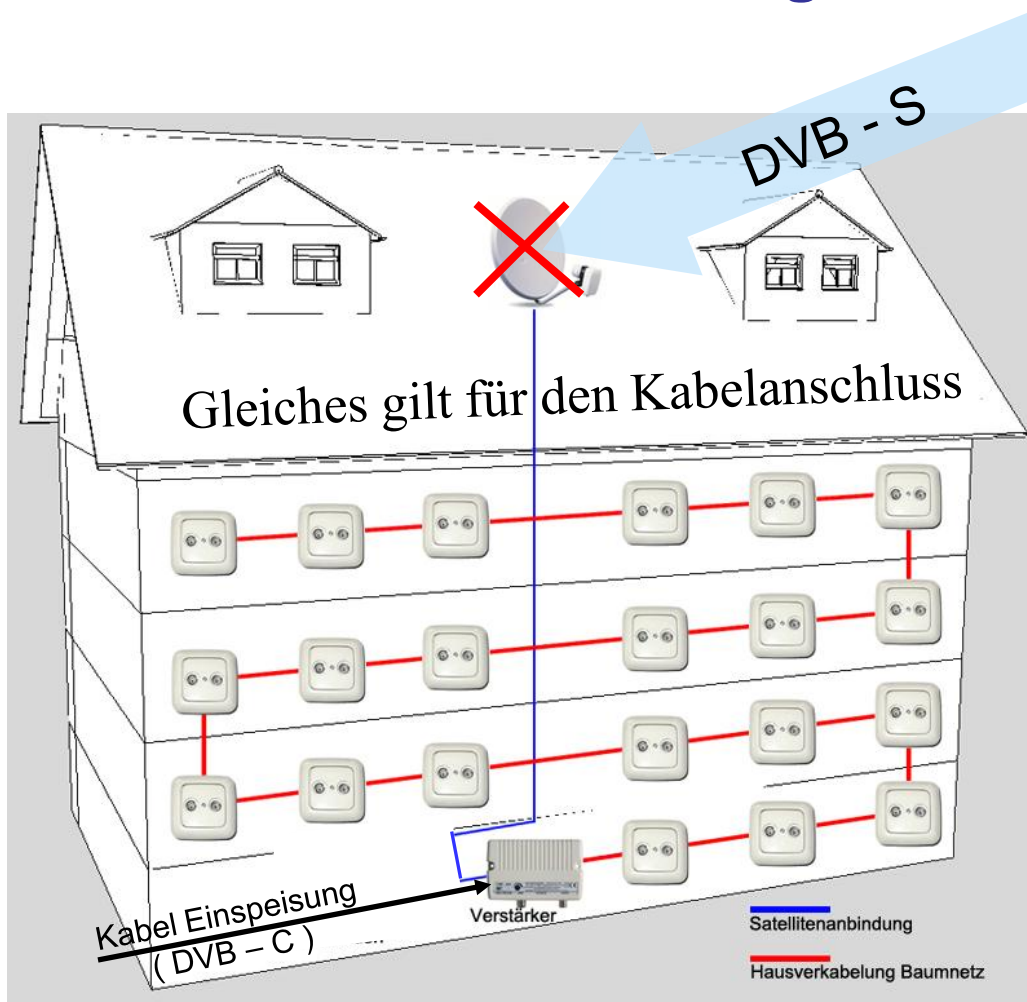 DVB - S
Gleiches gilt für den Kabelanschluss
Kabel Einspeisung
( DVB – C )
Verstärker
Satellitenanbindung
Hausverkabelung Baumnetz